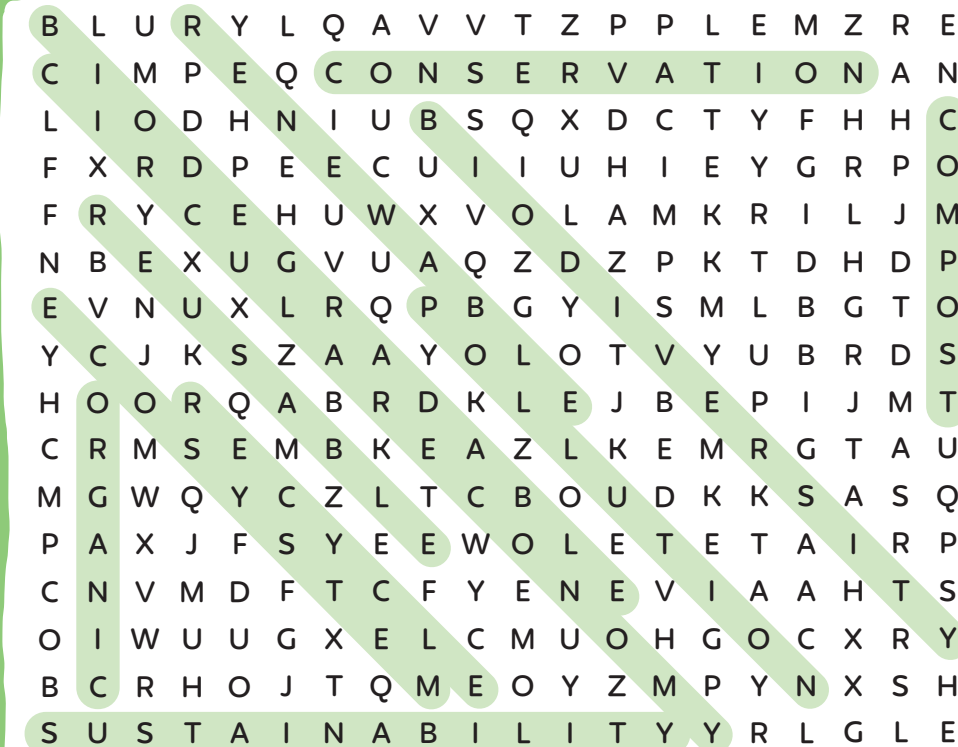 B L U R Y L Q A V V T Z P P L E M Z R E
C I M P E Q C O N S E R V A T I O N A N
L I O D H N I U B S Q X D C T Y F H H C
F X R D P E E C U I I U H I E Y G R P O
F R Y C E H U W X V O L A M K R I L J M
N B E X U G V U A Q Z D Z P K T D H D P
E V N U X L R Q P B G Y I S M L B G T O
Y C J K S Z A A Y O L O T V Y U B R D S
H O O R Q A B R D K L E J B E P I J M T
C R M S E M B K E A Z L K E M R G T A U
M G W Q Y C Z L T C B O U D K K S A S Q
P A X J F S Y E E W O L E T E T A I R P
C N V M D F T C F Y E N E V I A A H T S
O I W U U G X E L C M U O H G O C X R Y
B C R H O J T Q M E O Y Z M P Y N X S H
S U S T A I N A B I L I T Y Y R L G L E